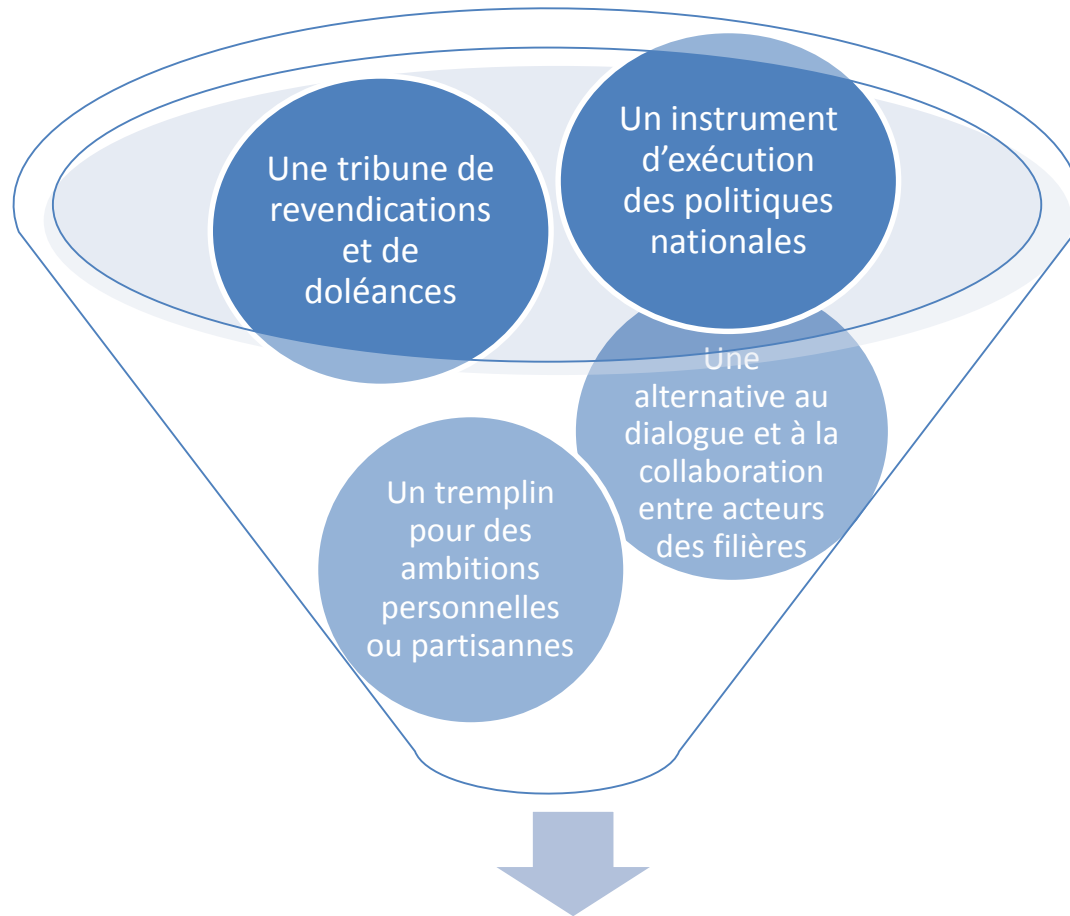 Une tribune de
revendications
et de
doléances
Un instrument
d’exécution
des politiques
nationales
Une
alternative au
dialogue et à la
collaboration
entre acteurs
des filières
Un tremplin
pour des
ambitions
personnelles
ou partisannes